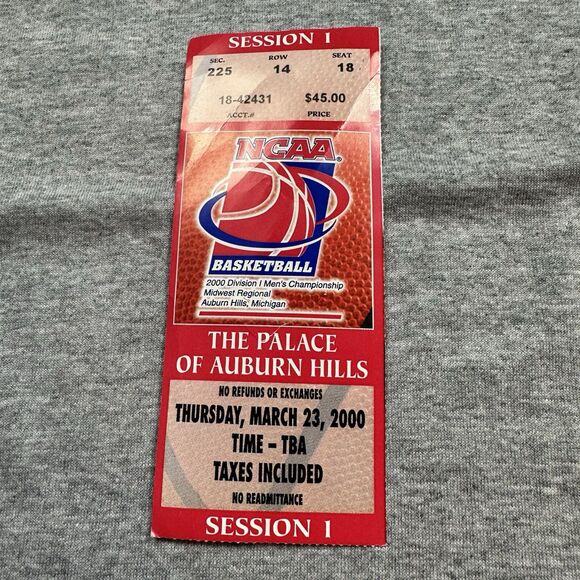 SESSION 1
SEC. ROW SEAT
225 14 18
18-42431 $45.00
ACCT.# PRICE
NCAA®
BASKETBALL
2000 Division I Men's Championship
Midwest Regional
Auburn Hills, Michigan
THE PALACE
OF AUBURN HILLS
NO REFUNDS OR EXCHANGES
THURSDAY, MARCH 23, 2000
TIME – TBA
TAXES INCLUDED
NO READMITTANCE
SESSION 1